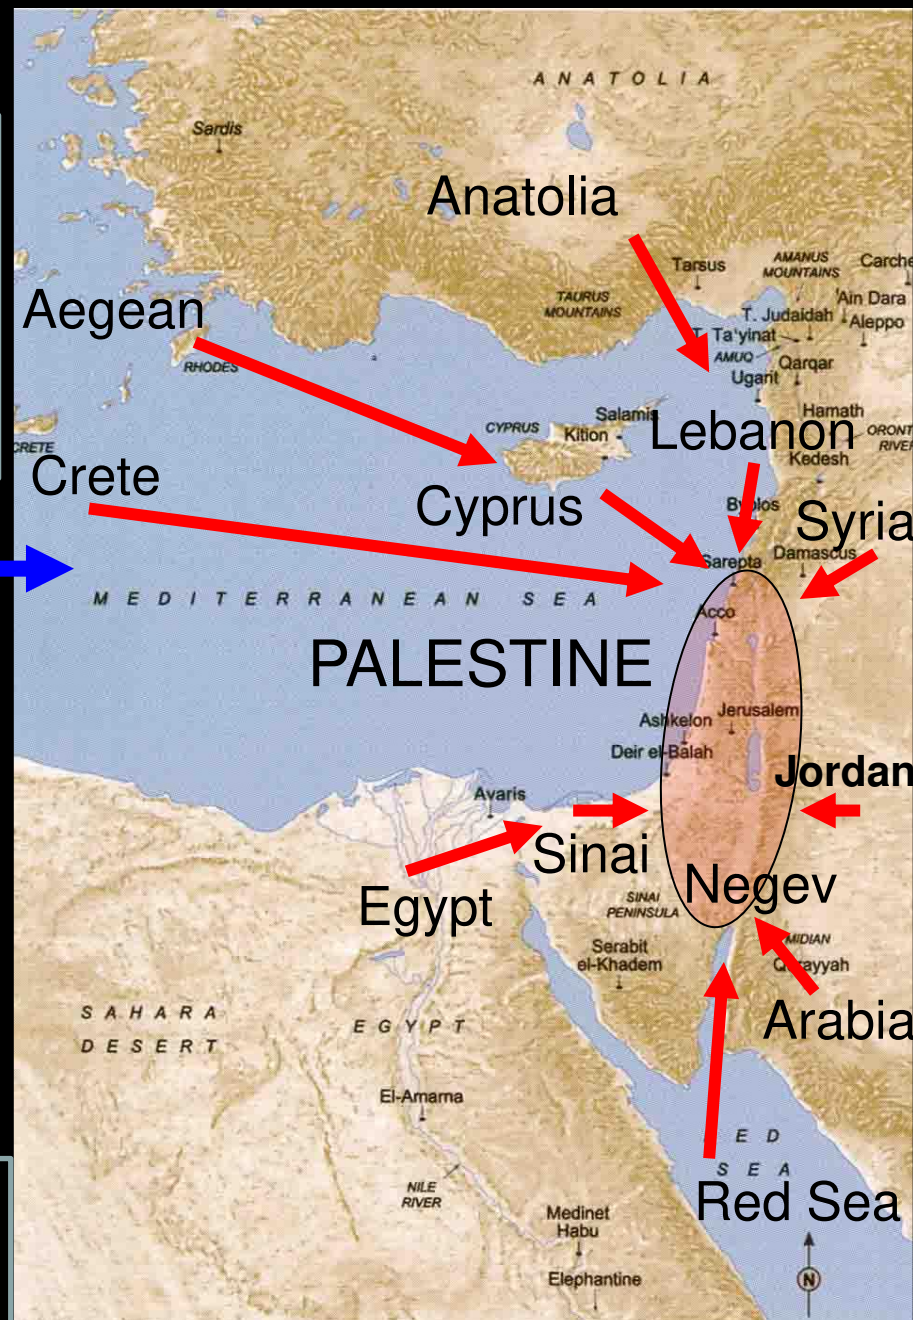 ANATOLIA
Sardis
Anatolia
Tarsus
AMANUS
MOUNTAINS
Carche
TAURUS
MOUNTAINS
'Ain Dara
T. Judaidah
Aleppo
Aegean
T. Ta'yinat
AMUQ
Qarqar
RHODES
Ugarit
Hamath
Salamis
CYPRUS
Kition
Lebanon
ORONT
RIVER
CRETE
Kedesh
Crete
Cyprus
Byblos
Syria
Sarepta
Damascus
MEDITERRANEAN SEA
Acco
PALESTINE
Ashkelon
Jerusalem
Deir el-Balah
Jordan
Avaris
Sinai
Negev
Egypt
SINAI
PENINSULA
MIDIAN
Serabit
el-Khadem
Qurayyah
SAHARA
DESERT
EGYPT
Arabia
El-Amarna
RED
SEA
NILE
RIVER
Red Sea
Medinet
Habu
Elephantine
N